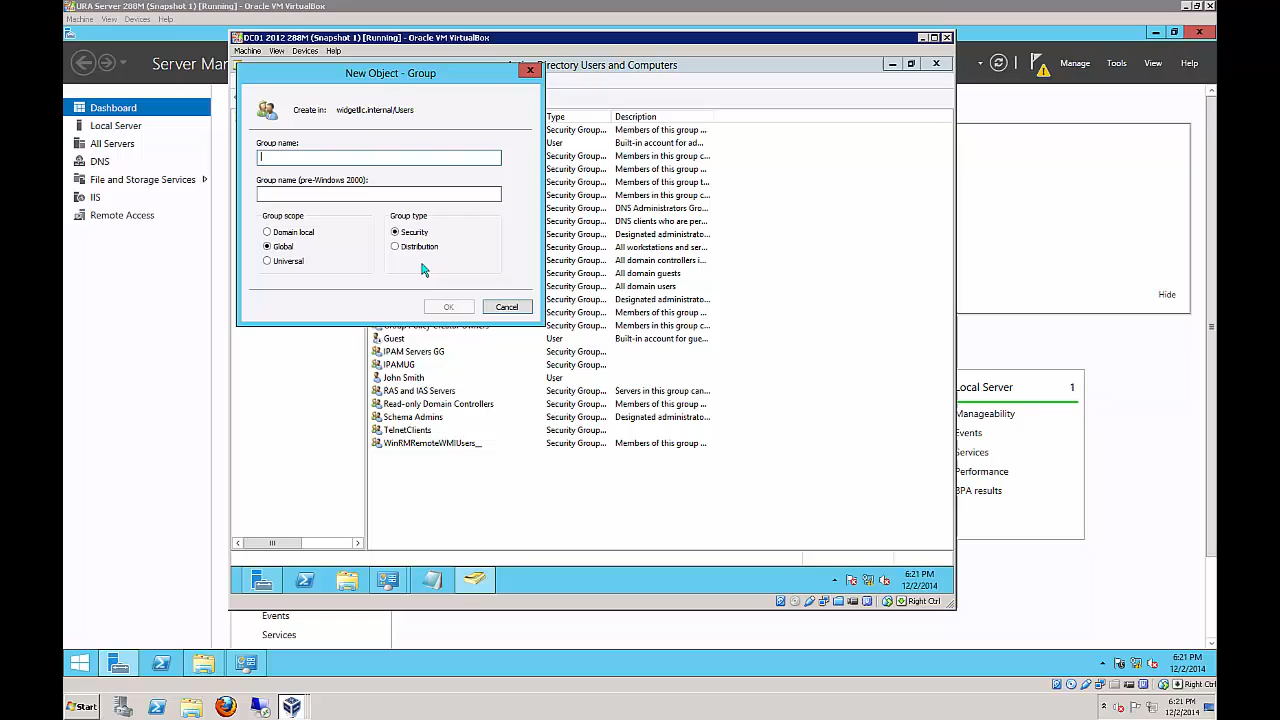 URA Server 288M (Snapshot 1) [Running] - Oracle VM VirtualBox
Machine View Devices Help
Server Man
Manage Tools View Help
Dashboard
Local Server
All Servers
DNS
File and Storage Services
IIS
Remote Access
DC01 2012 288M (Snapshot 1) [Running] - Oracle VM VirtualBox
Machine View Devices Help
Directory Users and Computers
New Object - Group
Create in: widgetllc.internal/Users
Group name:
Group name (pre-Windows 2000):
Group scope
Domain local
Global
Universal
Group type
Security
Distribution
OK Cancel
Type Description
Security Group... Members of this group ...
User Built-in account for ad...
Security Group... Members in this group c...
Security Group... Members of this group ...
Security Group... Members of this group t...
Security Group... Members in this group c...
Security Group... DNS Administrators Gro...
Security Group... DNS clients who are per...
Security Group... Designated administrato...
Security Group... All workstations and ser...
Security Group... All domain controllers i...
Security Group... All domain guests
Security Group... All domain users
Security Group... Designated administrato...
Security Group... Members of this group ...
Group Policy Creator Owners Security Group... Members in this group c...
Guest User Built-in account for gue...
IPAM Servers GG Security Group...
IPAMUG Security Group...
John Smith User
RAS and IAS Servers Security Group... Servers in this group can...
Read-only Domain Controllers Security Group... Members of this group ...
Schema Admins Security Group... Designated administrato...
TelnetClients Security Group...
WinRMRemoteWMIUsers__ Security Group... Members of this group ...
Hide
Local Server 1
Manageability
Events
Services
Performance
BPA results
6:21 PM
12/2/2014
Right Ctrl
Events
Services
6:21 PM
12/2/2014
Right Ctrl
Start
6:21 PM
12/2/2014